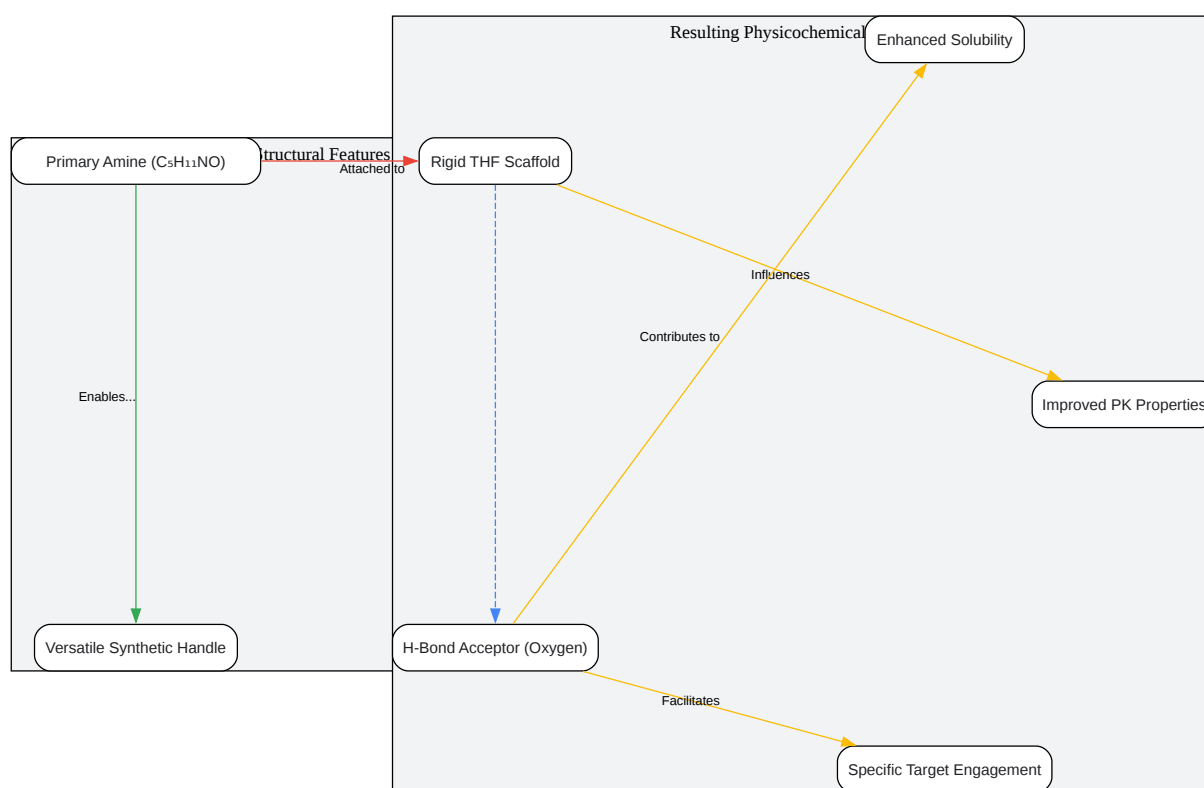 Resulting Physicochemical
Enhanced Solubility
Primary Amine (C₅H₁₁NO)
Structural Features
Attached to
Rigid THF Scaffold
Influences
Contributes to
Enables...
Improved PK Properties
Versatile Synthetic Handle
H-Bond Acceptor (Oxygen)
Facilitates
Specific Target Engagement